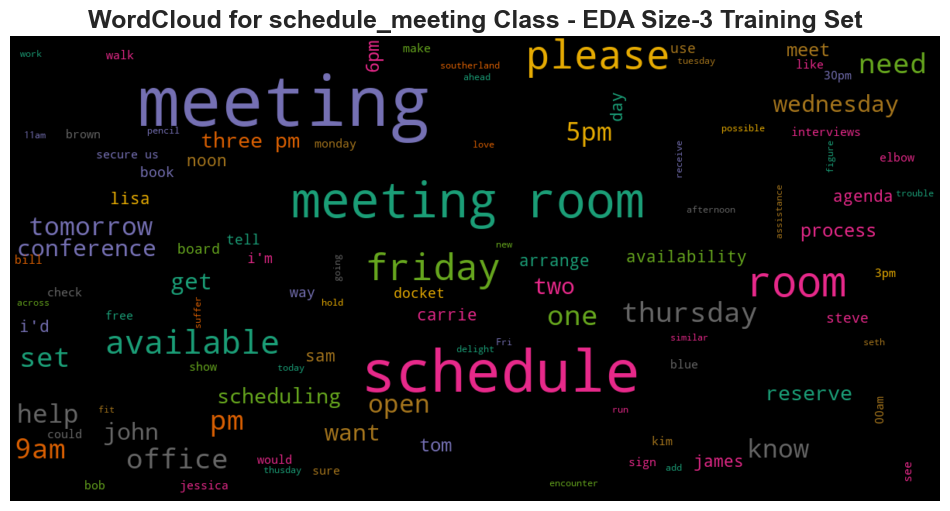 WordCloud for schedule_meeting Class - EDA Size-3 Training Set
work
walk
6pm
make
southerland
ahead
please
use
tuesday
meet
like
30pm
need
meeting
day
wednesday
11am
brown
pencil
three pm
monday
love
5pm
possible
interviews
secure us
noon
book
receive
figure
elbow
lisa
meeting room
afternoon
assistance
agenda
trouble
tomorrow
conference
board
tell
new
process
bill
i'm
going
friday
arrange
availability
check
get
way
docket
two
room
3pm
across
hold
free
suffer
carrie
one
thursday
steve
i'd
available
set
show
today
sam
delight
Fri
similar
seth
blue
schedule
scheduling
open
reserve
help
fit
pm
run
00am
could
john
want
tom
kim
know
9am
office
would
thusday
sure
sign
add
james
see
bob
jessica
encounter